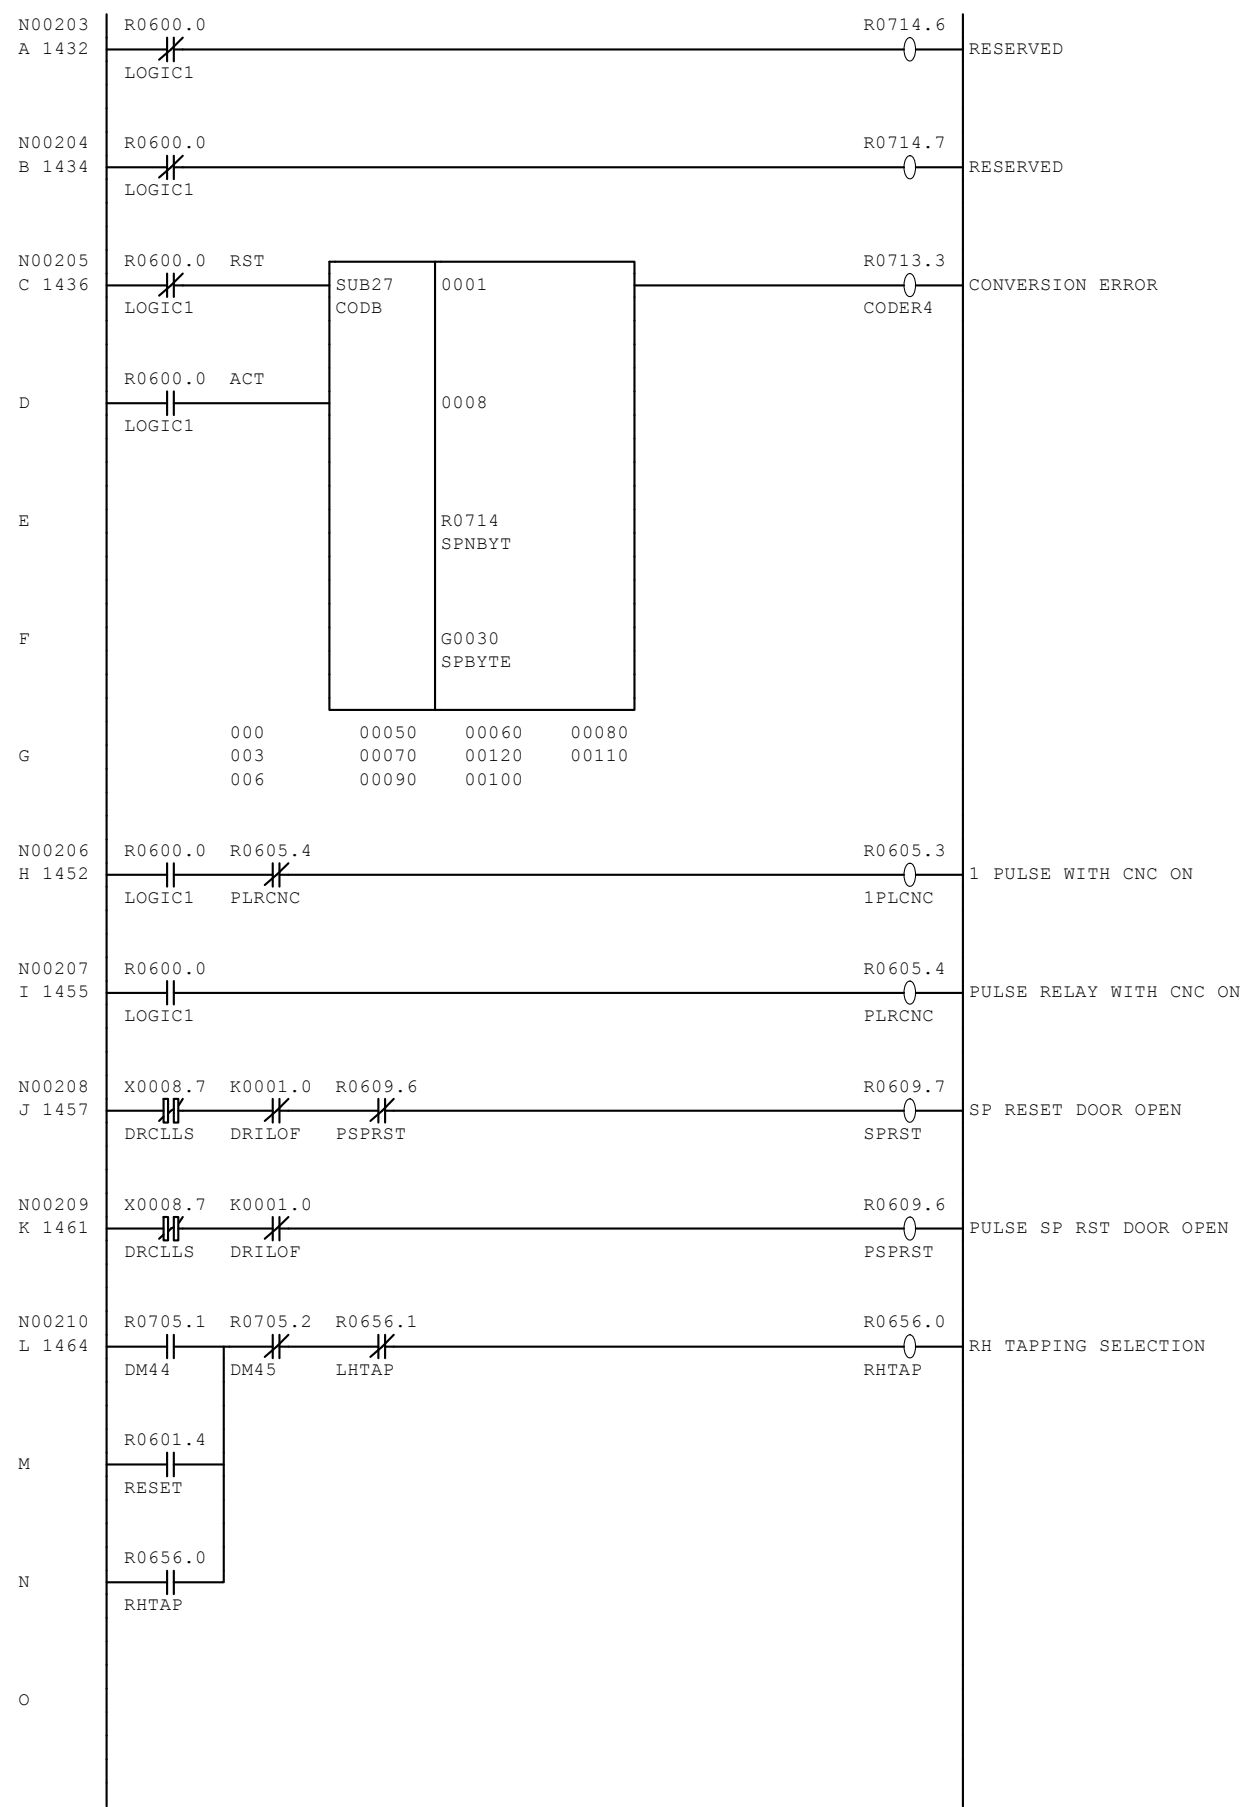 N00203 R0600.0 R0714.6
A 1432 RESERVED
LOGIC1
N00204 R0600.0 R0714.7
B 1434 RESERVED
LOGIC1
N00205 R0600.0 RST R0713.3
C 1436 SUB27 0001 CONVERSION ERROR
LOGIC1 CODB CODER4
R0600.0 ACT
D 0008
LOGIC1
E R0714
SPNBYT
F G0030
SPBYTE
000 00050 00060 00080
G 003 00070 00120 00110
006 00090 00100
N00206 R0600.0 R0605.4 R0605.3
H 1452 1 PULSE WITH CNC ON
LOGIC1 PLRCNC 1PLCNC
N00207 R0600.0 R0605.4
I 1455 PULSE RELAY WITH CNC ON
LOGIC1 PLRCNC
N00208 X0008.7 K0001.0 R0609.6 R0609.7
J 1457 SP RESET DOOR OPEN
DRCLLS DRILOF PSPRST SPRST
N00209 X0008.7 K0001.0 R0609.6
K 1461 PULSE SP RST DOOR OPEN
DRCLLS DRILOF PSPRST
N00210 R0705.1 R0705.2 R0656.1 R0656.0
L 1464 RH TAPPING SELECTION
DM44 DM45 LHTAP RHTAP
R0601.4
M
RESET
R0656.0
N
RHTAP
O